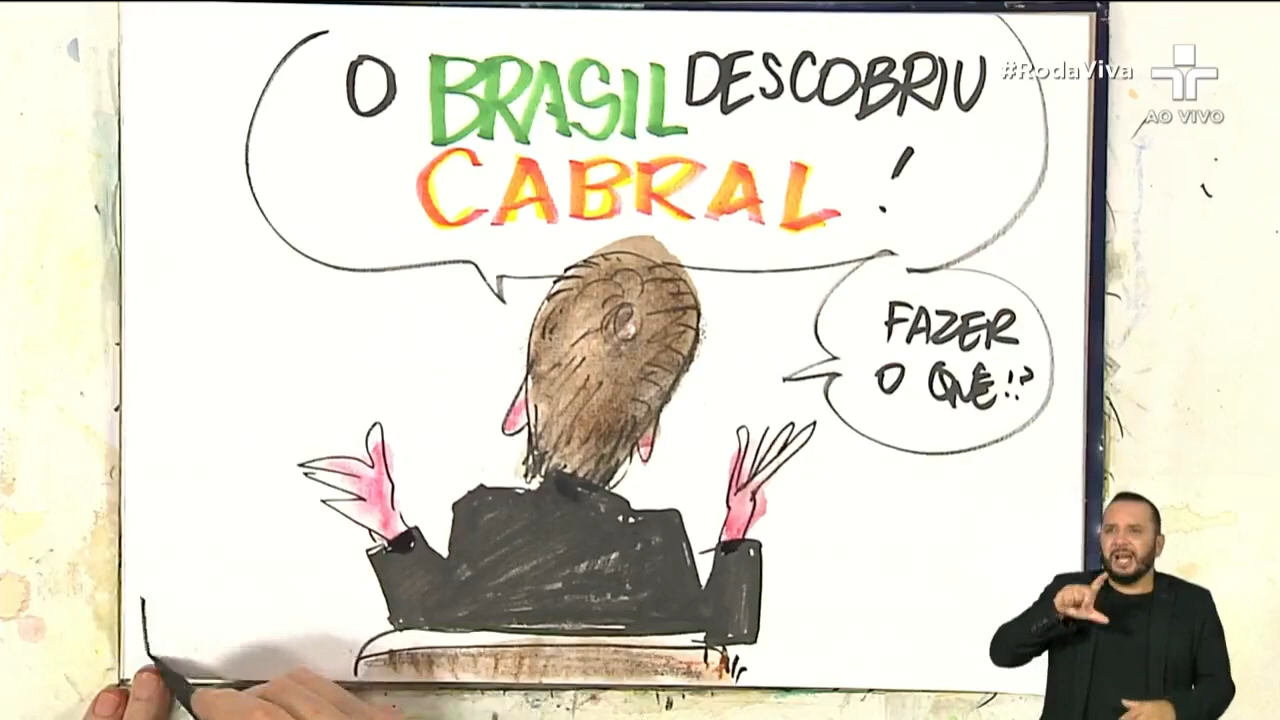 O BRASIL DESCOBRIU
CABRAL!
FAZER
O QUE!?
#RodaViva
AO VIVO